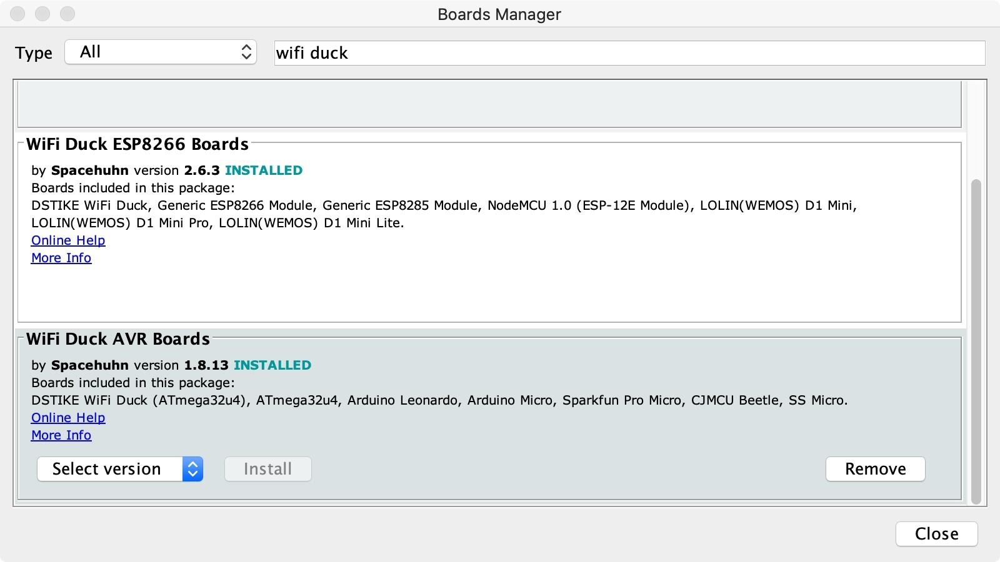 Boards Manager
Type All wifi duck
WiFi Duck ESP8266 Boards
by Spacehuhn version 2.6.3 INSTALLED
Boards included in this package:
DSTIKE WiFi Duck, Generic ESP8266 Module, Generic ESP8285 Module, NodeMCU 1.0 (ESP-12E Module), LOLIN(WEMOS) D1 Mini,
LOLIN(WEMOS) D1 Mini Pro, LOLIN(WEMOS) D1 Mini Lite.
Online Help
More Info
WiFi Duck AVR Boards
by Spacehuhn version 1.8.13 INSTALLED
Boards included in this package:
DSTIKE WiFi Duck (ATmega32u4), ATmega32u4, Arduino Leonardo, Arduino Micro, Sparkfun Pro Micro, CJMCU Beetle, SS Micro.
Online Help
More Info
Select version Install Remove
Close